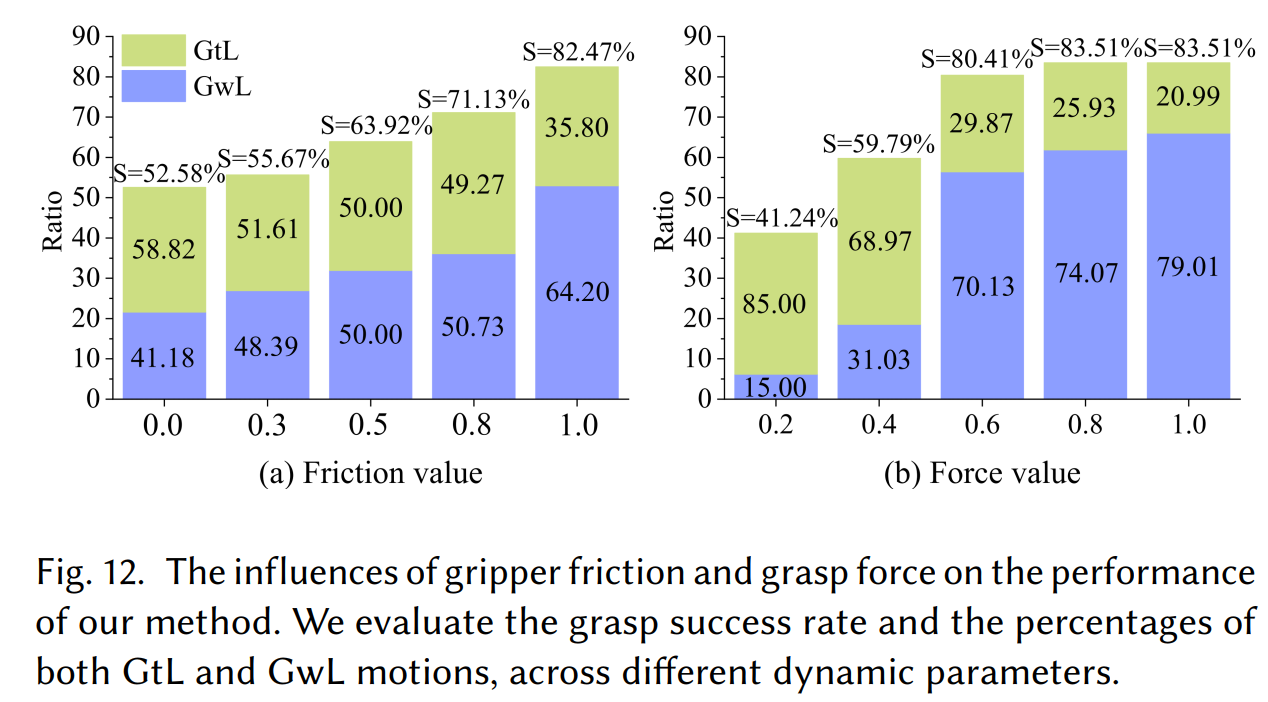 90
80
70
60
50
40
30
20
10
0
Ratio
GtL
GwL
S=52.58%
58.82
41.18
S=55.67%
51.61
48.39
S=63.92%
50.00
50.00
S=71.13%
49.27
50.73
S=82.47%
35.80
64.20
0.0 0.3 0.5 0.8 1.0
(a) Friction value
90
80
70
60
50
40
30
20
10
0
Ratio
S=41.24%
85.00
15.00
S=59.79%
68.97
31.03
S=80.41%
29.87
70.13
S=83.51%
25.93
74.07
S=83.51%
20.99
79.01
0.2 0.4 0.6 0.8 1.0
(b) Force value
Fig. 12. The influences of gripper friction and grasp force on the performance
of our method. We evaluate the grasp success rate and the percentages of
both GtL and GwL motions, across different dynamic parameters.